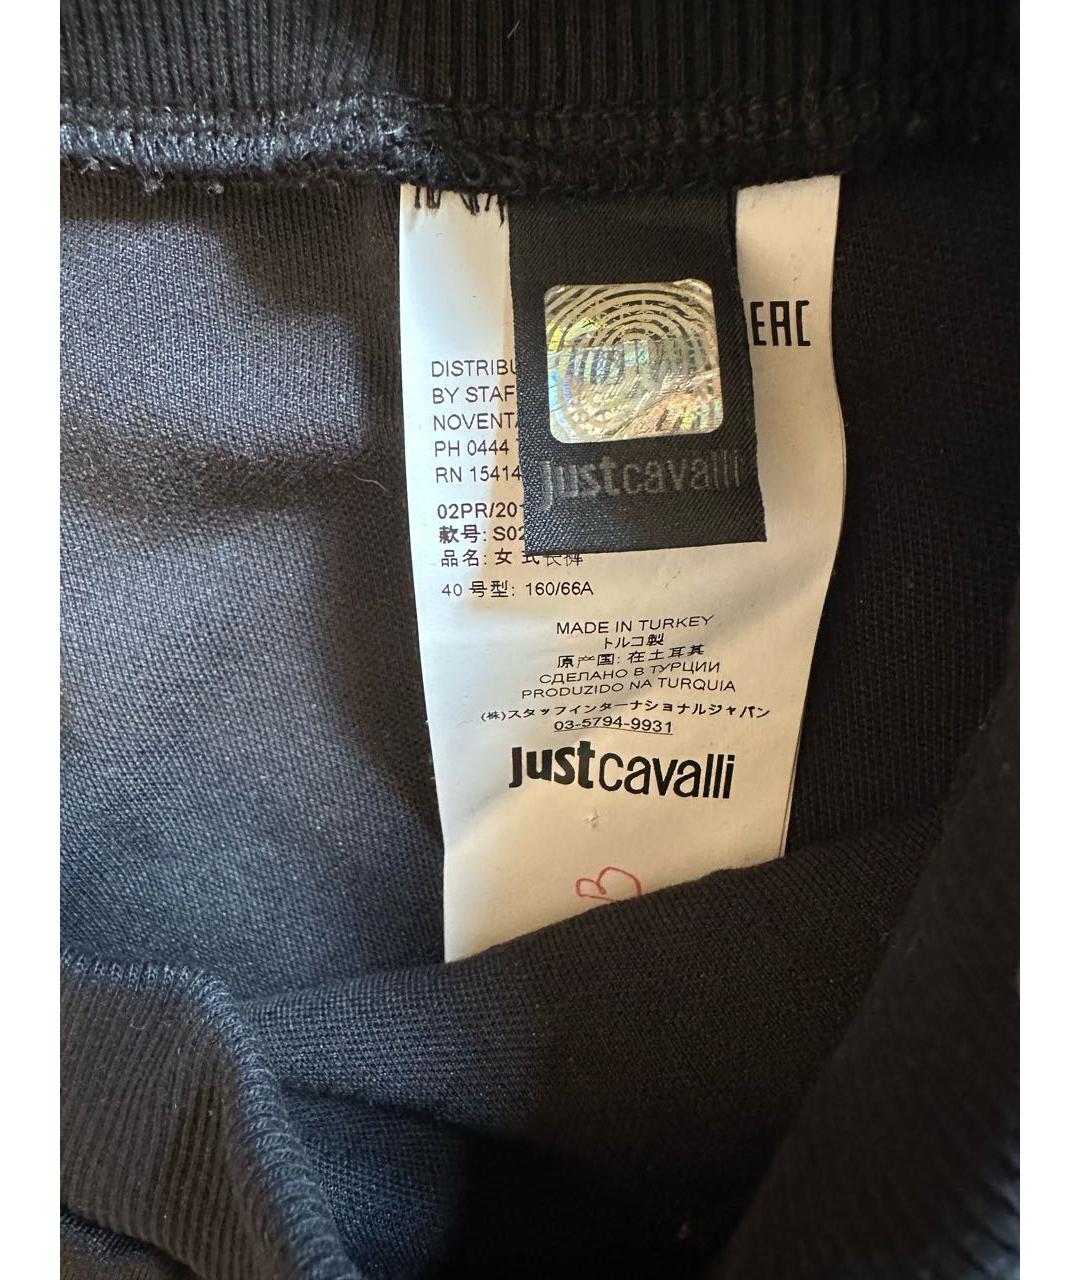 EAC
DISTRIBU
BY STAF
NOVENTA
PH 0444
RN 15414
justcavalli
02PR/201
款号: S02
品名: 女式长裤
40 号型: 160/66A
MADE IN TURKEY
トルコ製
原产国: 在土耳其
СДЕЛАНО В ТУРЦИИ
PRODUZIDO NA TURQUIA
(株)スタッフインターナショナルジャパン
03-5794-9931
justcavalli